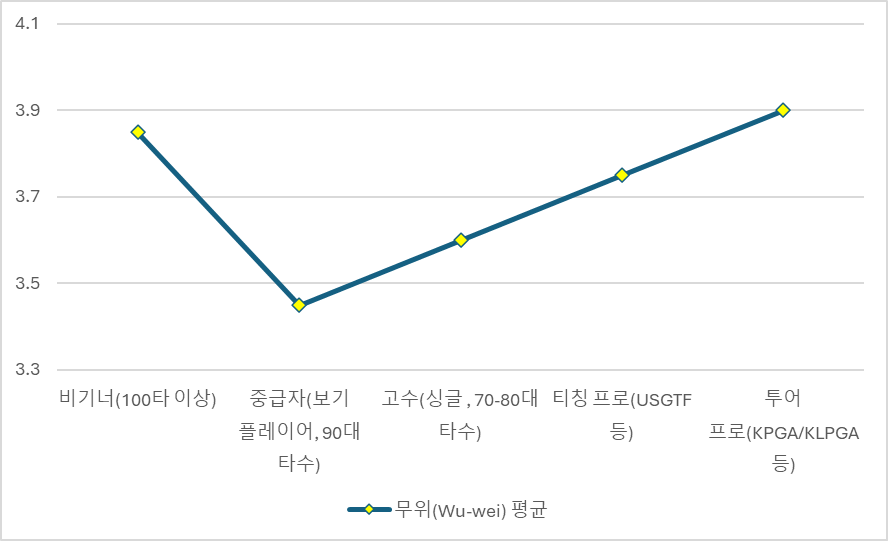 4.1
3.9
3.7
3.5
3.3
비기너(100타 이상)
중급자(보기
플레이어, 90대
타수)
고수(싱글 , 70-80대
타수)
티칭 프로(USGTF
등)
투어
프로(KPGA/KLPGA
등)
무위(Wu-wei) 평균